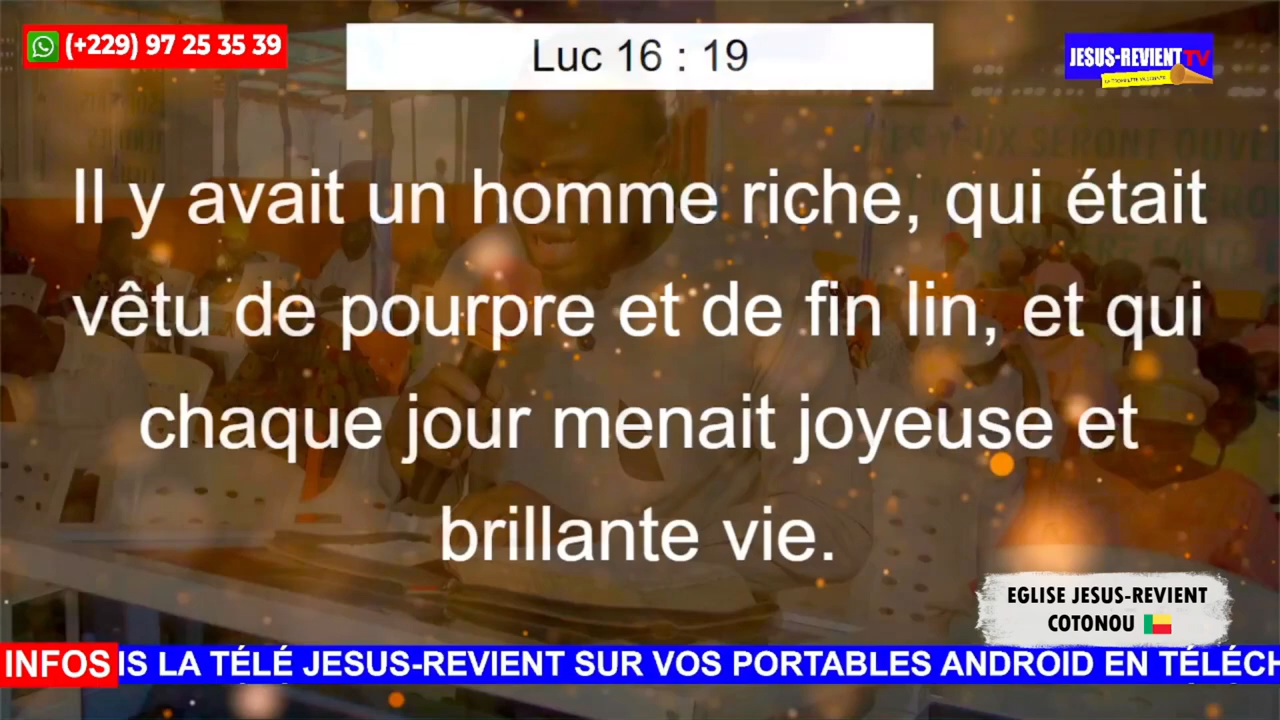 (+229) 97 25 35 39
Luc 16 : 19
JESUS-REVIENT TV
Il y avait un homme riche, qui était
vêtu de pourpre et de fin lin, et qui
chaque jour menait joyeuse et
brillante vie.
EGLISE JESUS-REVIENT
COTONOU
INFOS IS LA TÉLÉ JESUS-REVIENT SUR VOS PORTABLES ANDROID EN TÉLÉCH